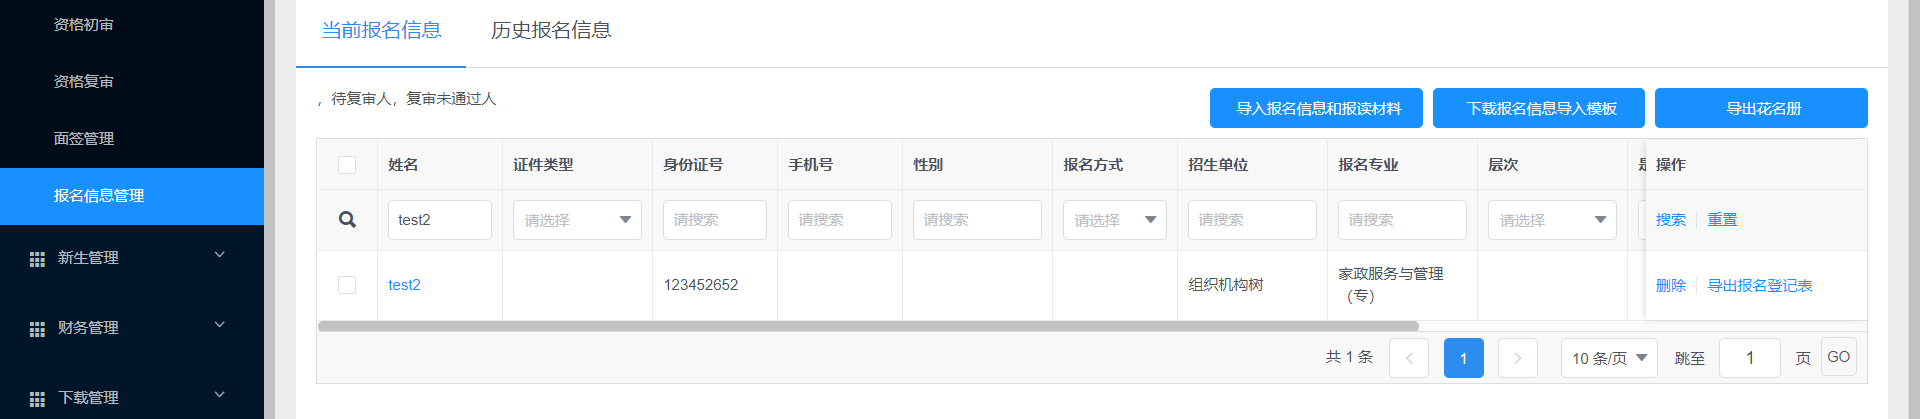 资格初审
资格复审
面签管理
报名信息管理
新生管理
财务管理
下载管理
当前报名信息 历史报名信息
，待复审人，复审未通过人
导入报名信息和报读材料 下载报名信息导入模板 导出花名册
姓名 证件类型 身份证号 手机号 性别 报名方式 招生单位 报名专业 层次 操作
test2 请选择 请搜索 请搜索 请搜索 请选择 请搜索 请搜索 请选择 搜索 重置
test2 123452652 组织机构树 家政服务与管理
（专） 删除 导出报名登记表
共 1 条 1 10 条/页 跳至 1 页 GO